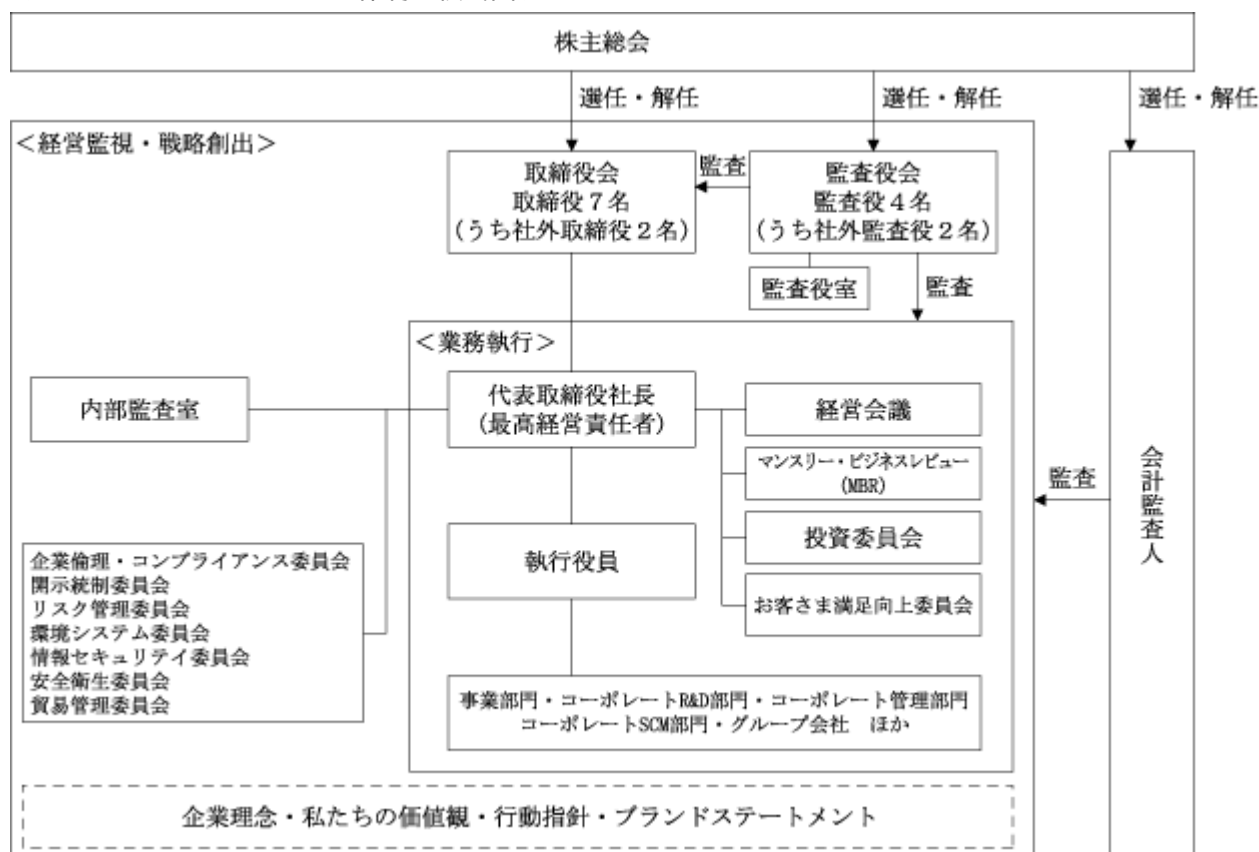 株主総会
選任・解任
選任・解任
選任・解任
＜経営監視・戦略創出＞
取締役会
取締役７名
(うち社外取締役２名)
監査
監査役会
監査役４名
(うち社外監査役２名)
監査役室
監査
＜業務執行＞
内部監査室
代表取締役社長
(最高経営責任者)
経営会議
マンスリー・ビジネスレビュー
(MBR)
監査
会計監査人
執行役員
投資委員会
お客さま満足向上委員会
企業倫理・コンプライアンス委員会
開示統制委員会
リスク管理委員会
環境システム委員会
情報セキュリテイ委員会
安全衛生委員会
貿易管理委員会
事業部門・コーポレートR&D部門・コーポレート管理部門
コーポレートSCM部門・グループ会社　ほか
企業理念・私たちの価値観・行動指針・ブランドステートメント